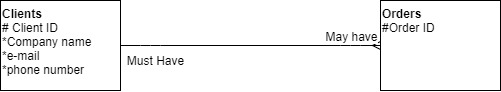 Clients
# Client ID
*Company name
*e-mail
*phone number
May have
Must Have
Orders
#Order ID